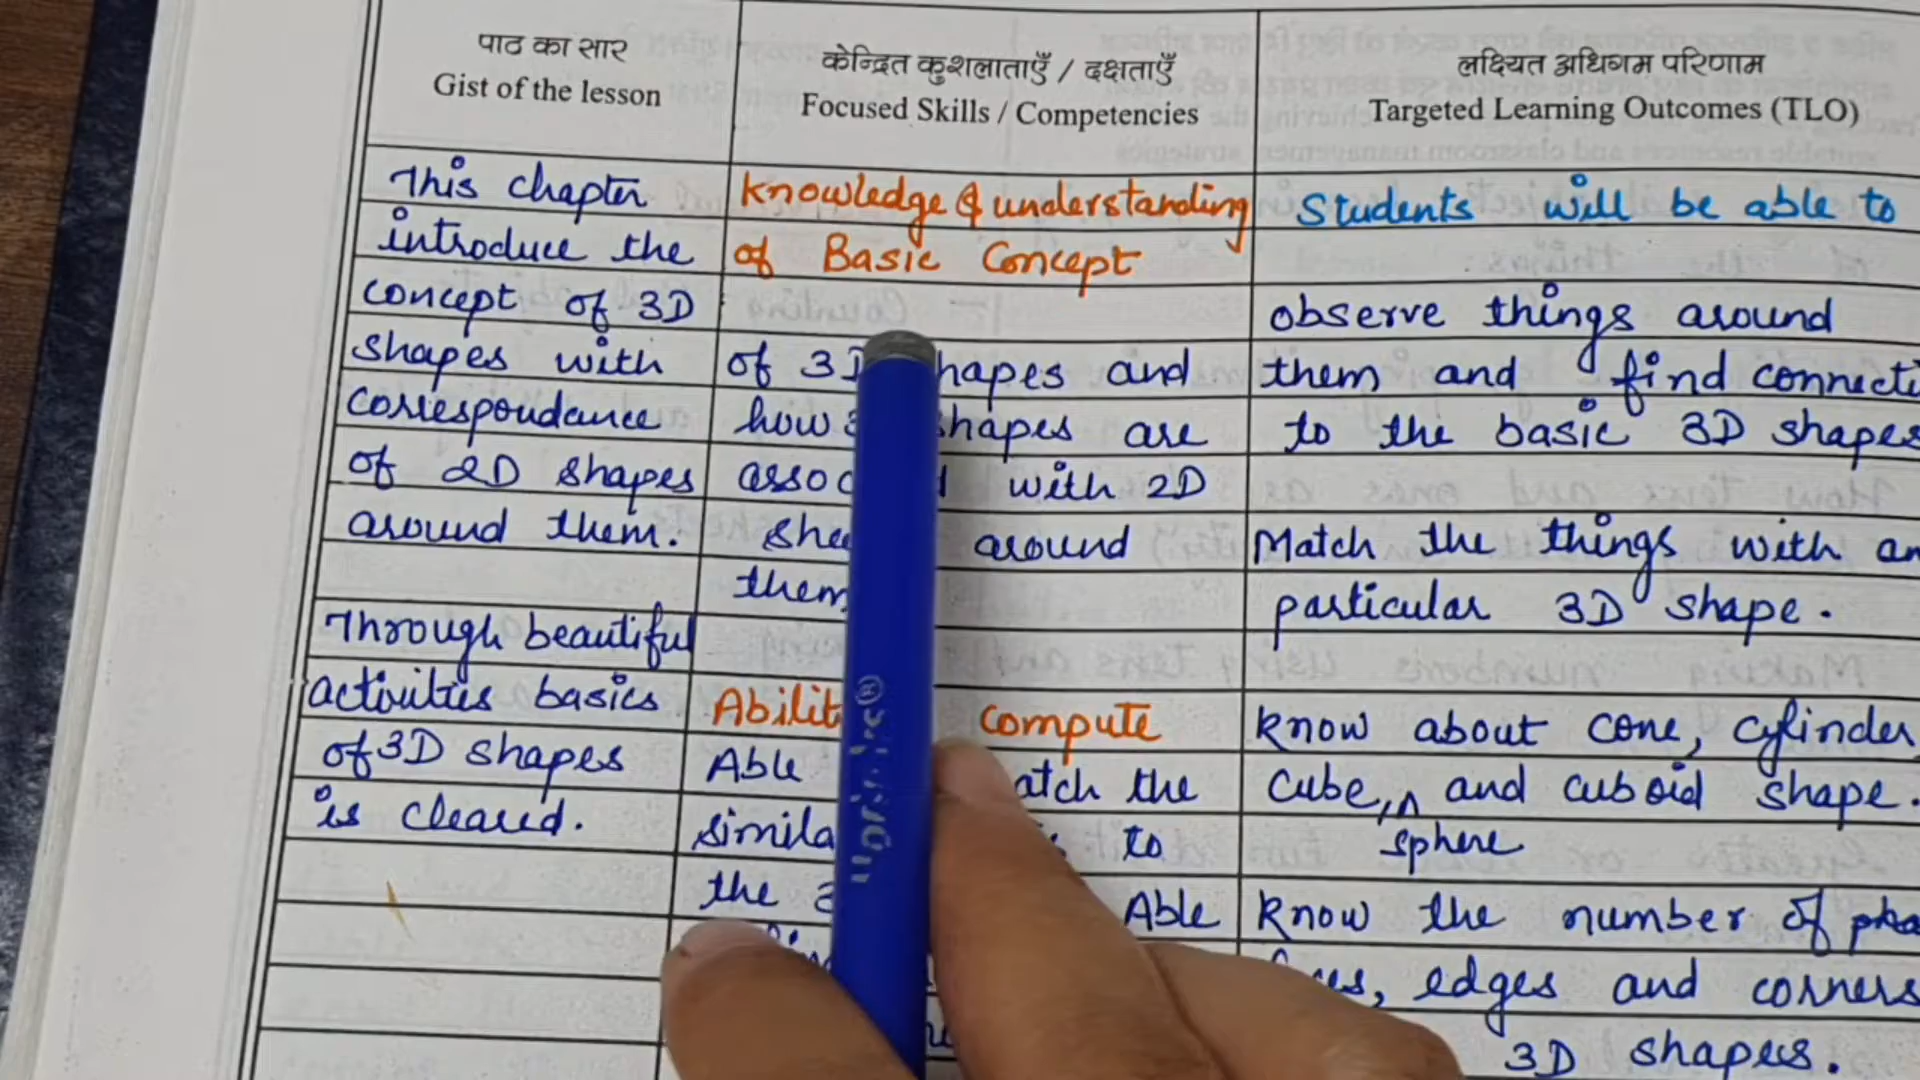 पाठ का सार
Gist of the lesson
This chapter
introduce the
concept of 3D
shapes with
correspondance
of 2D shapes
around them.
Through beautiful
activities basics
of 3D shapes
is cleared.
केन्द्रित कुशलाताएँ / दक्षताएँ
Focused Skills / Competencies
Knowledge & understanding
of Basic Concept
of 3D shapes and
how shapes are
with 2D
around
them
compute
Able the
to
the Able
लक्षियत अधिगम परिणाम
Targeted Learning Outcomes (TLO)
Students will be able to
observe things around
them and find
to the basic 3D shapes
Match the things with
particular 3D shape.
know about cone, cylinder,
cube, ^ and cuboid shape.
sphere
Know the number of
edges and corners
3D shapes.